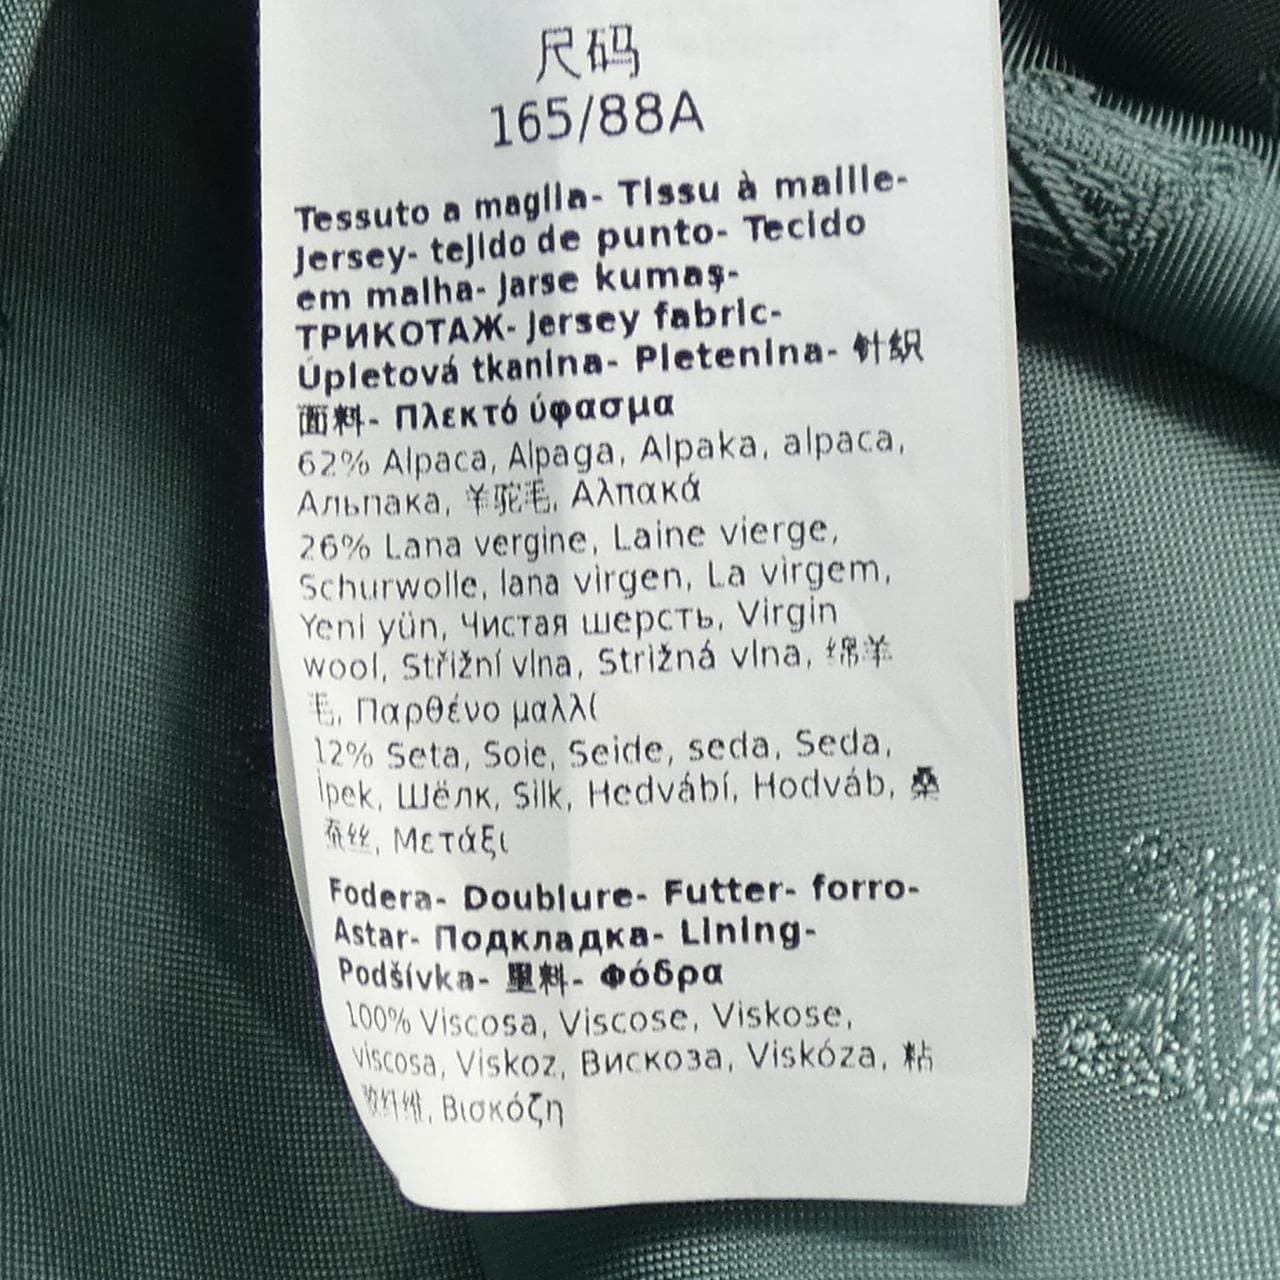 尺码
165/88A
Tessuto a maglia- Tissu à maille-
Jersey- tejido de punto- Tecido
em malha- Jarse kumaş-
ТРИКОТАЖ- Jersey fabric-
Úpletová tkanina- Pletenina- 针织
面料- Πλεκτό ύφασμα
62% Alpaca, Alpaga, Alpaka, alpaca,
Альпака, 羊驼毛, Αλπακά
26% Lana vergine, Laine vierge,
Schurwolle, lana virgen, La virgem,
Yeni yün, Чистая шерсть, Virgin
wool, Střižní vlna, Strižná vlna, 绵羊
毛, Παρθένο μαλλί
12% Seta, Soie, Seide, seda, Seda,
İpek, Шёлк, Silk, Hedvábí, Hodváb, 桑
蚕丝, Μετάξι
Fodera- Doublure- Futter- forro-
Astar- Подкладка- Lining-
Podšívka- 里料- Φόδρα
100% Viscosa, Viscose, Viskose,
viscosa, Viskoz, Вискоза, Viskóza, 粘
胶纤维, Βισκόζη